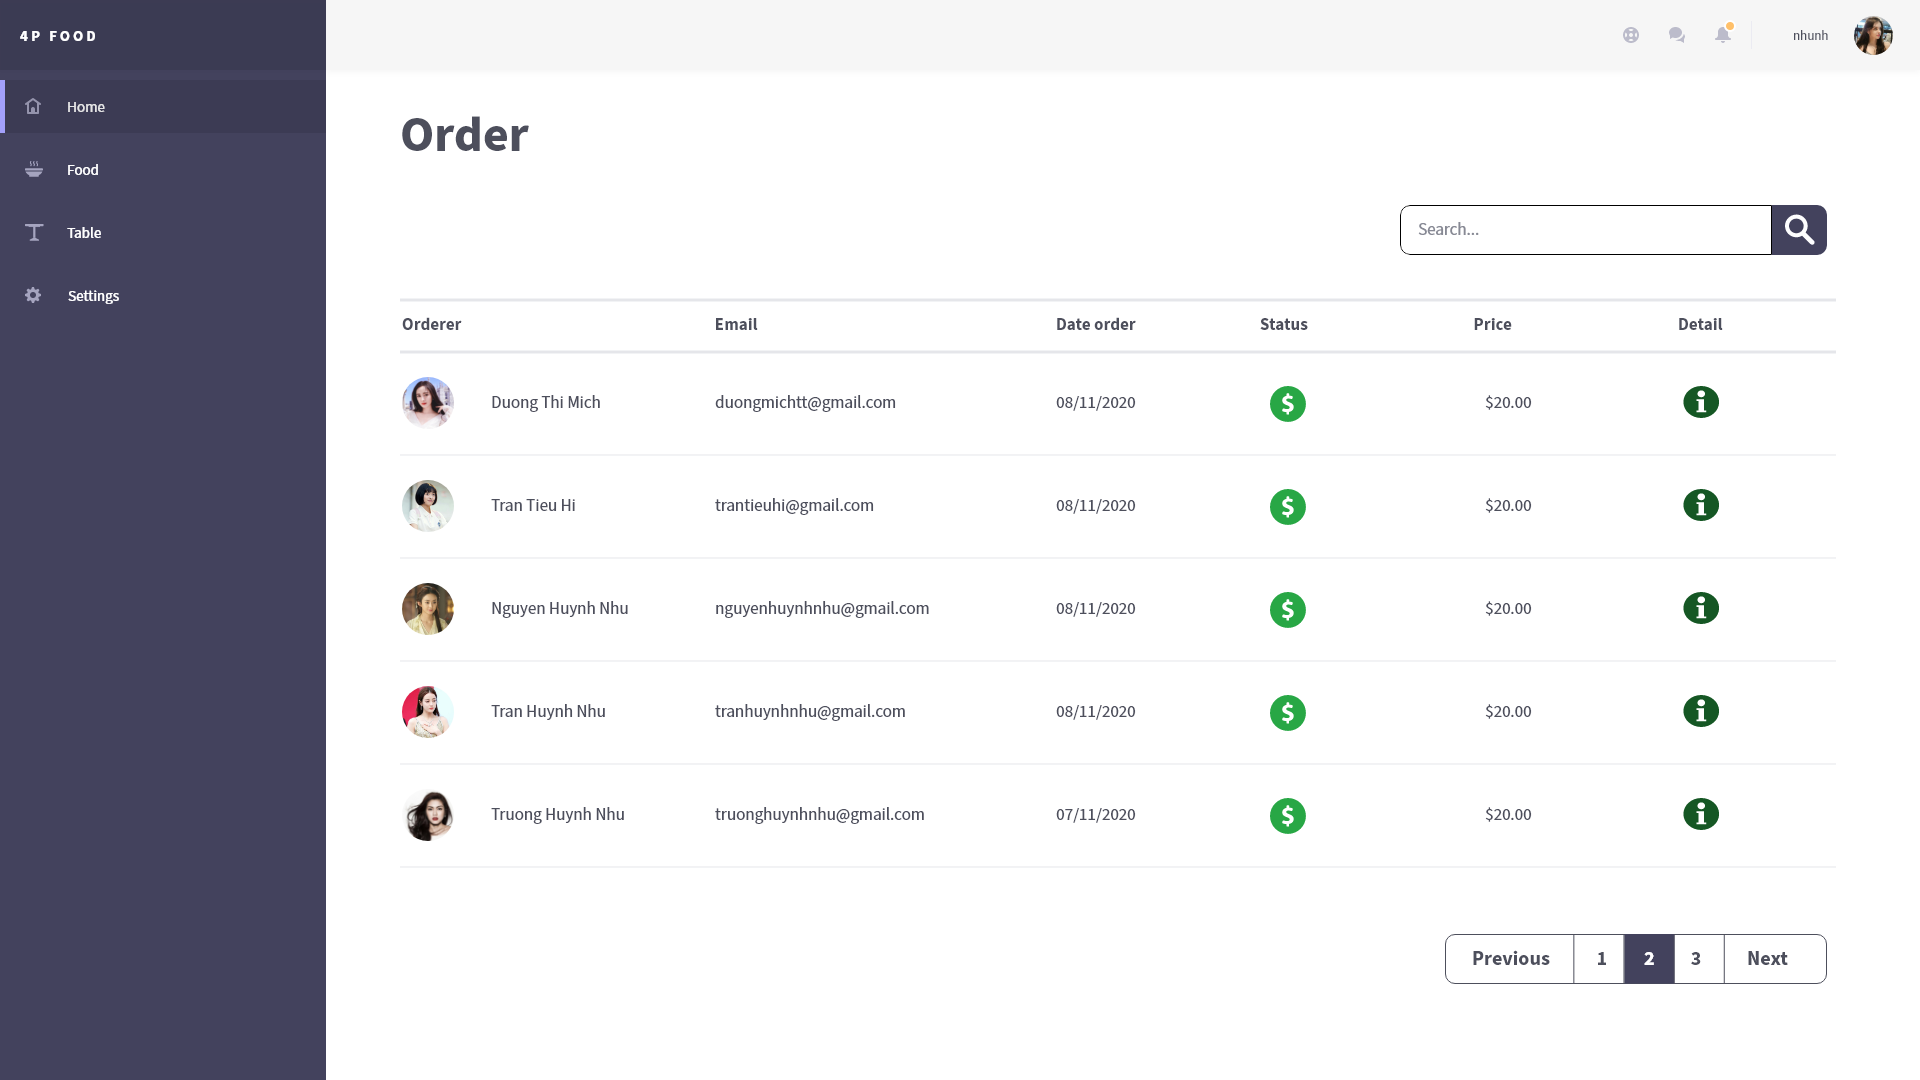 4P FOOD
nhunh
Home
Food
Table
Settings
Order
Search...
Orderer Email Date order Status Price Detail
Duong Thi Mich duongmichtt@gmail.com 08/11/2020 $ $20.00
Tran Tieu Hi trantieuhi@gmail.com 08/11/2020 $ $20.00
Nguyen Huynh Nhu nguyenhuynhnhu@gmail.com 08/11/2020 $ $20.00
Tran Huynh Nhu tranhuynhnhu@gmail.com 08/11/2020 $ $20.00
Truong Huynh Nhu truonghuynhnhu@gmail.com 07/11/2020 $ $20.00
Previous 1 2 3 Next